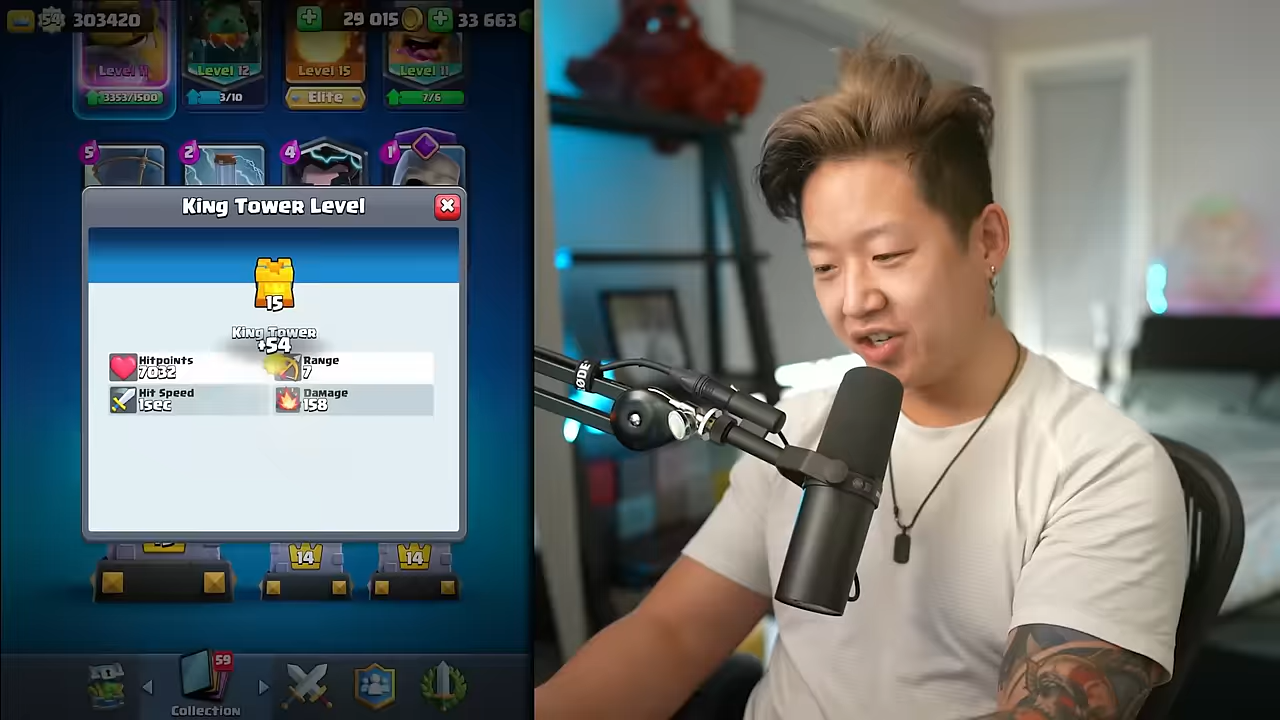 54 303420 29 015 33 663
Level 11 Level 12 Level 15 Level 11
3353/1500 3/10 Elite 7/6
5 2 4 1
King Tower Level
15
King Tower
+54
Hitpoints
7032
Range
7
Hit Speed
1sec
Damage
158
14 14
59
Collection
RØDE